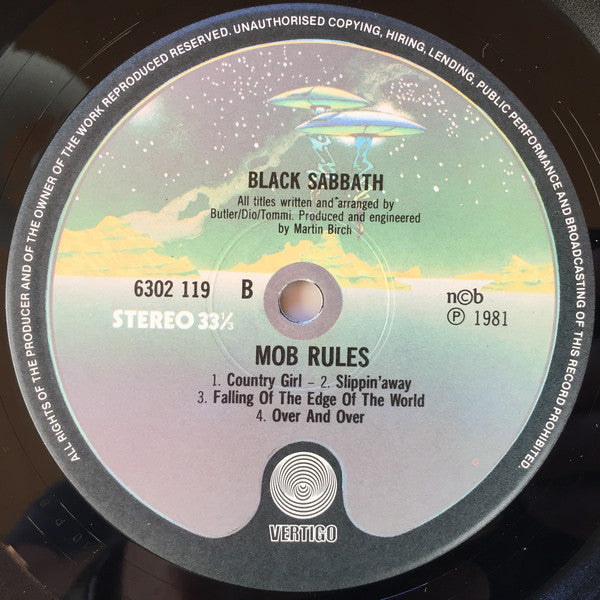 ALL RIGHTS OF THE PRODUCER AND OF THE OWNER OF THE WORK REPRODUCED RESERVED. UNAUTHORISED COPYING, HIRING, LENDING, PUBLIC PERFORMANCE AND BROADCASTING OF THIS RECORD PROHIBITED.
BLACK SABBATH
All titles written and arranged by
Butler/Dio/Tommi. Produced and engineered
by Martin Birch
6302 119 B
n©b
STEREO 33⅓
℗ 1981
MOB RULES
1. Country Girl – 2. Slippin'away
3. Falling Of The Edge Of The World
4. Over And Over
VERTIGO